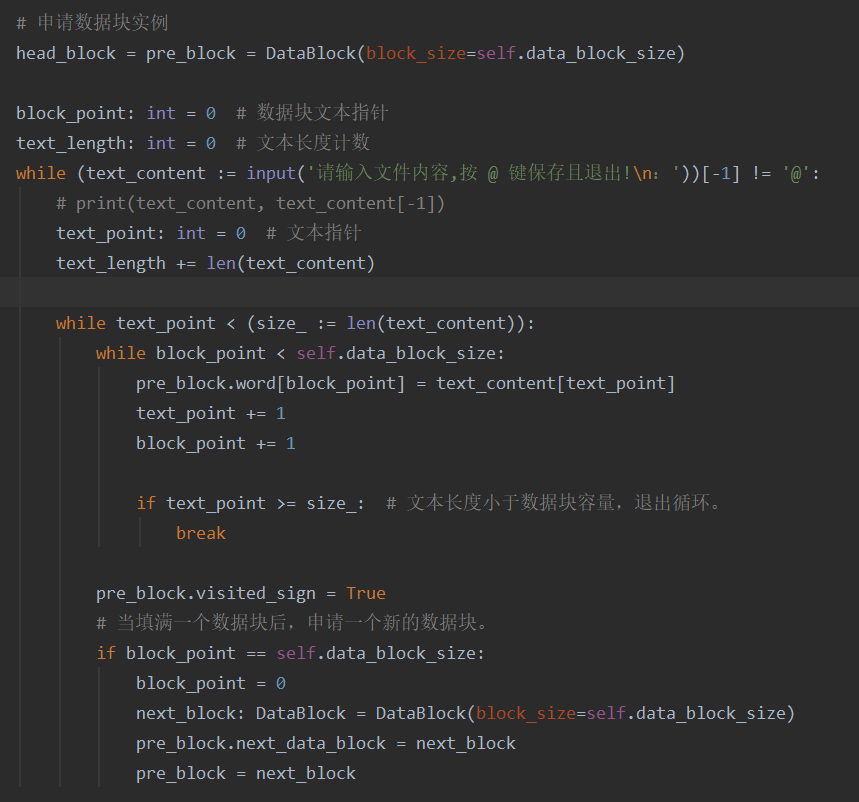 # 申请数据块实例
head_block = pre_block = DataBlock(block_size=self.data_block_size)
block_point: int = 0  # 数据块文本指针
text_length: int = 0  # 文本长度计数
while (text_content := input('请输入文件内容,按 @ 键保存且退出!\n: '))[-1] != '@':
    # print(text_content, text_content[-1])
    text_point: int = 0  # 文本指针
    text_length += len(text_content)
    while text_point < (size_ := len(text_content)):
        while block_point < self.data_block_size:
            pre_block.word[block_point] = text_content[text_point]
            text_point += 1
            block_point += 1
            if text_point >= size_:  # 文本长度小于数据块容量，退出循环。
                break
        pre_block.visited_sign = True
        # 当填满一个数据块后，申请一个新的数据块。
        if block_point == self.data_block_size:
            block_point = 0
            next_block: DataBlock = DataBlock(block_size=self.data_block_size)
            pre_block.next_data_block = next_block
            pre_block = next_block